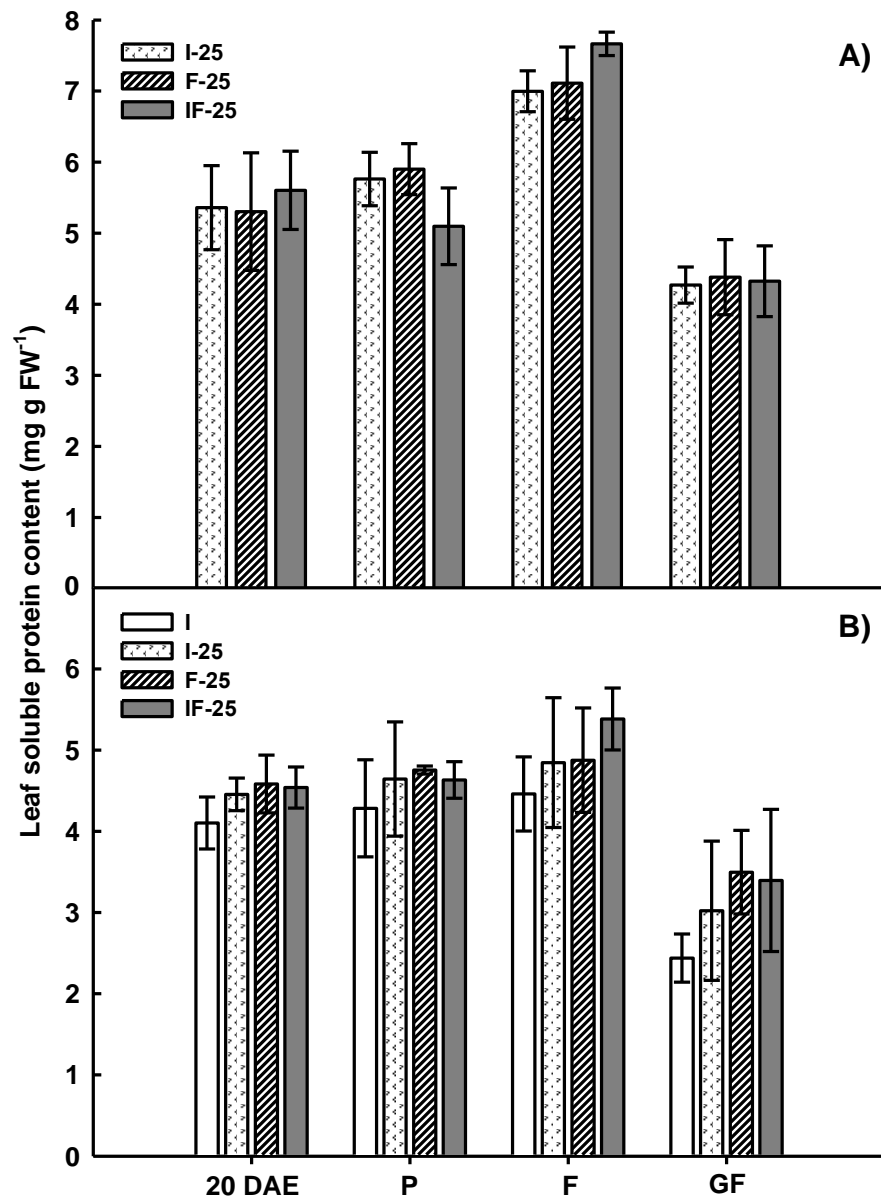 8
7
6
5
4
3
2
1
0
I-25
F-25
IF-25
A)
Leaf soluble protein content (mg g FW⁻¹)
6
5
4
3
2
1
0
I
I-25
F-25
IF-25
B)
20 DAE P F GF